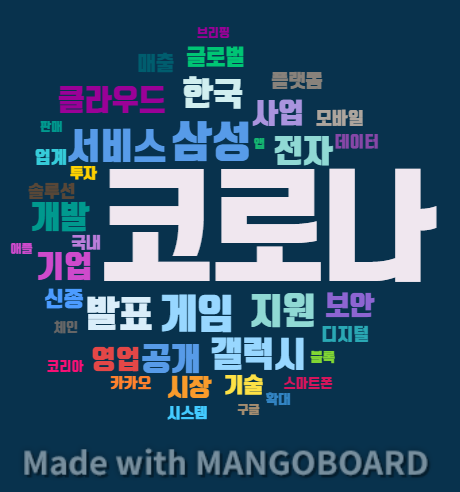 브리핑
매출 글로벌
클라우드 한국 플랫폼
사업 모바일
판매 서비스 삼성 앱 전자 데이터
업계 투자
솔루션 코로나
개발
애플 국내
기업
신종 발표 게임 지원 보안
체인 디지털
코리아 영업 공개 갤럭시 블록
카카오 시장 기술 스마트폰
시스템 구글 확대
Made with MANGOBOARD